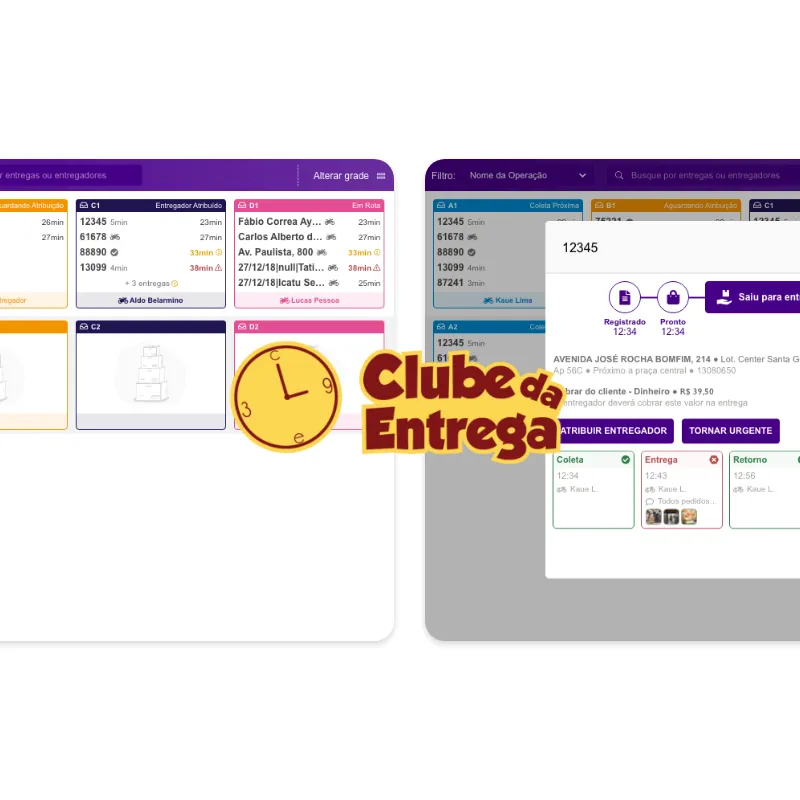 r entregas ou entregadores
Alterar grade
uardando Atribuição
26min
27min
tregador
C1
Entregador Atribuído
12345 5min
23min
61678
27min
88890
33min
13099 4min
38min
+ 3 entregas
Aldo Belarmino
D1
Em Rota
Fábio Correa Ay...
23min
Carlos Alberto d...
27min
Av. Paulista, 800
33min
27/12/18|null|Tati...
38min
27/12/18|Icatu Se...
25min
Lucas Pessoa
C2
D2
C
9
3
e
Clube da
Entrega
Filtro:
Nome da Operação
Busque por entregas ou entregadores
A1
Coleta Próxima
12345 5min
61678
88890
13099 4min
87241 3min
Kaue Lima
B1
Aguardando Atribuição
C1
A2
Cole
12345 5min
61
12345
Saiu para ent
Registrado
12:34
Pronto
12:34
AVENIDA JOSÉ ROCHA BOMFIM, 214 ● Lot. Center Santa G
Ap 56C ● Próximo a praça central ● 13080650
brar do cliente - Dinheiro ● R$ 39,50
entregador deverá cobrar este valor na entrega
ATRIBUIR ENTREGADOR
TORNAR URGENTE
Coleta
12:34
Kaue L.
Entrega
12:43
Kaue L.
Todos pedidos...
Retorno
12:56
Kaue L.